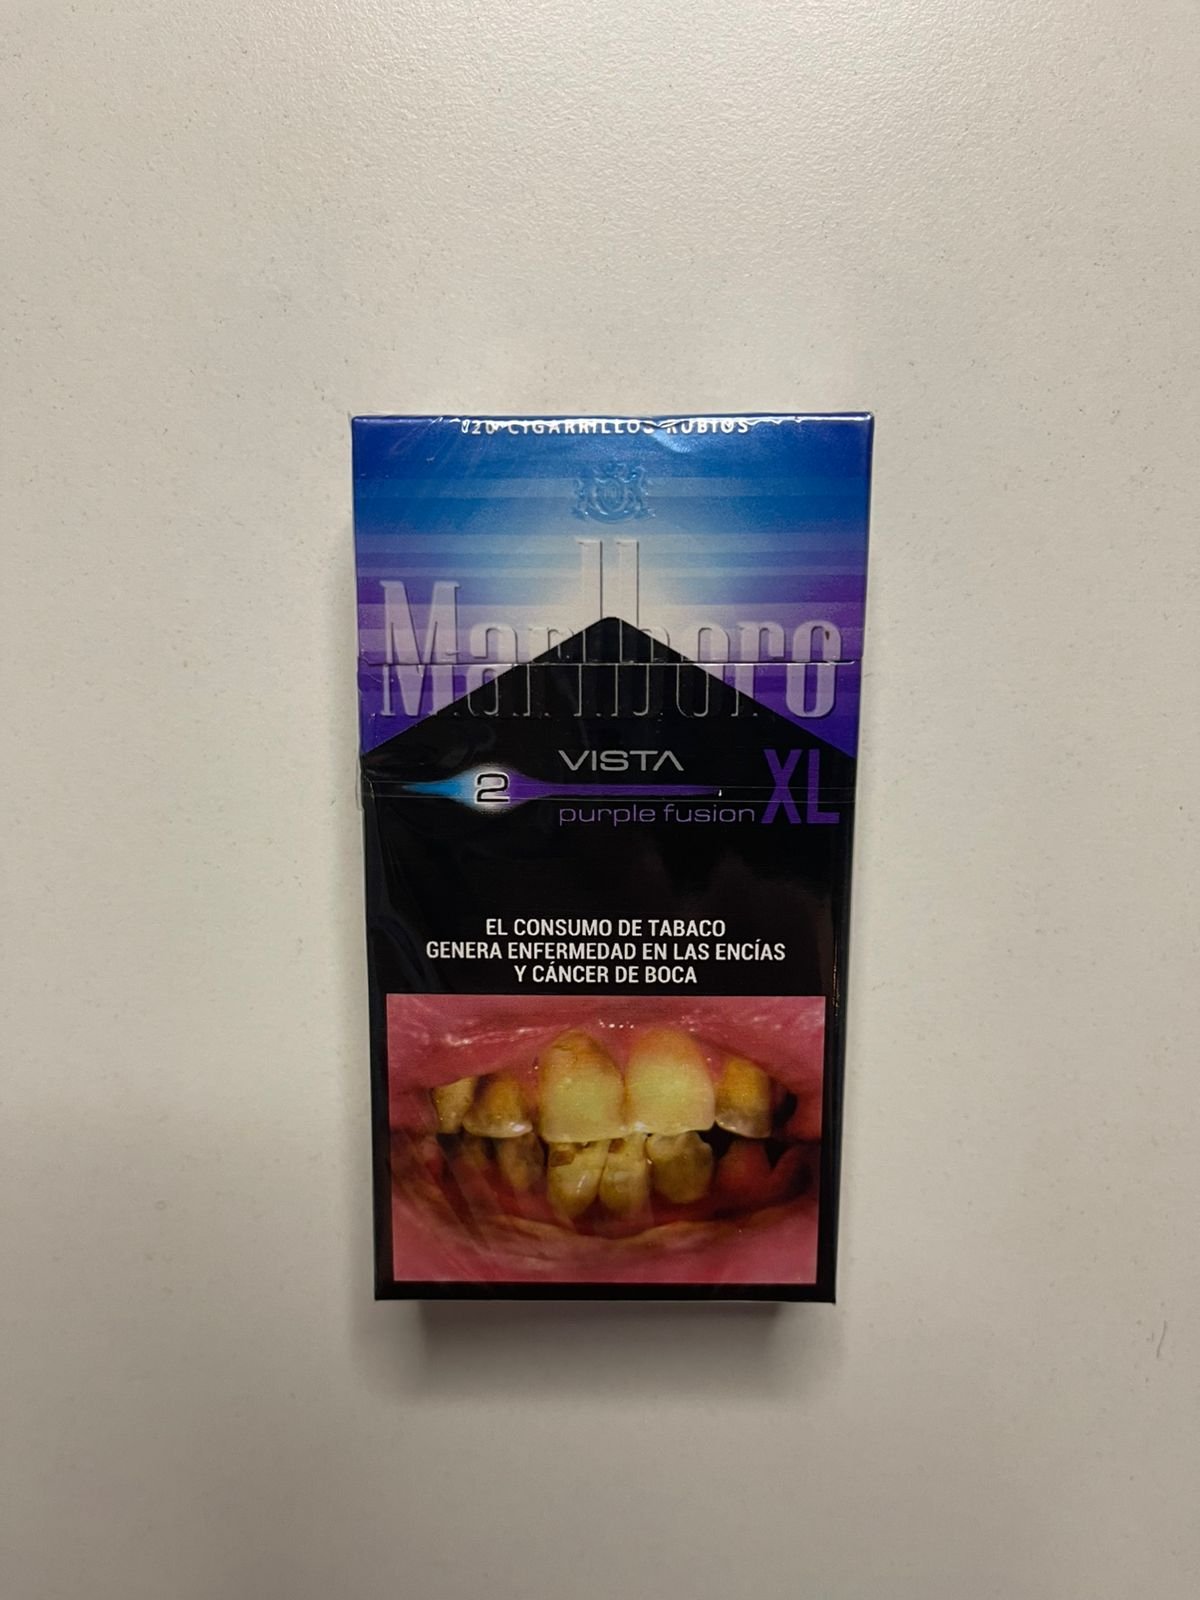 20 CIGARRILLOS RUBIOS
Marlboro
VISTA
2
purple fusion XL
EL CONSUMO DE TABACO
GENERA ENFERMEDAD EN LAS ENCÍAS
Y CÁNCER DE BOCA